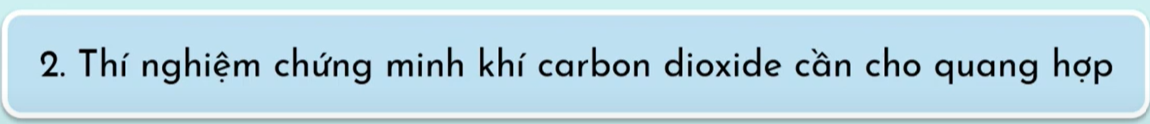 2. Thí nghiệm chứng minh khí carbon dioxide cần cho quang hợp